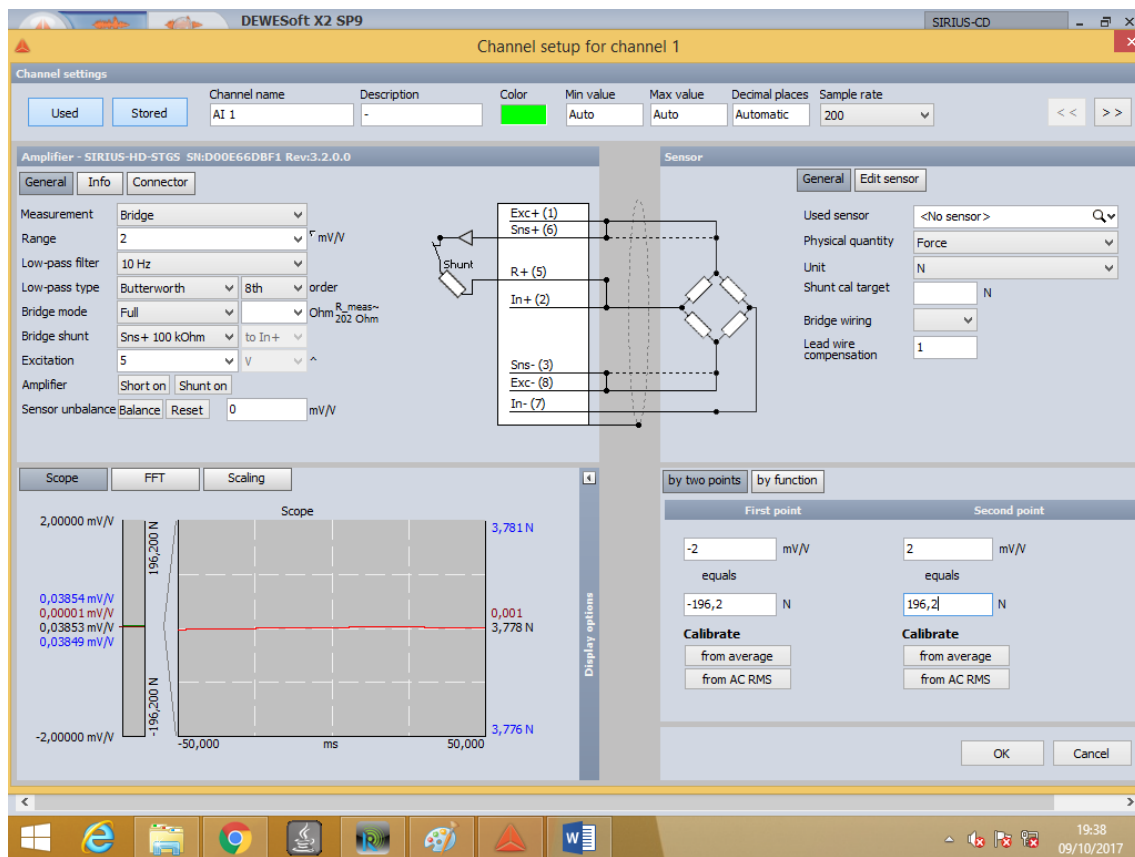 DEWESoft X2 SP9
SIRIUS-CD
Channel setup for channel 1
Channel settings
Used
Stored
Channel name
AI 1
Description
-
Color
Min value
Auto
Max value
Auto
Decimal places
Automatic
Sample rate
200
<<
>>
Amplifier - SIRIUS-HD-STGS SN:D00E66DBF1 Rev:3.2.0.0
General
Info
Connector
Measurement
Bridge
Range
2
mV/V
Low-pass filter
10 Hz
Low-pass type
Butterworth
8th
order
Bridge mode
Full
Ohm
R_meas~
202 Ohm
Bridge shunt
Sns+ 100 kOhm
to In+
Excitation
5
V
^
Amplifier
Short on
Shunt on
Sensor unbalance
Balance
Reset
0
mV/V
Shunt
Exc+ (1)
Sns+ (6)
R+ (5)
In+ (2)
Sns- (3)
Exc- (8)
In- (7)
Sensor
General
Edit sensor
Used sensor
<No sensor>
Physical quantity
Force
Unit
N
Shunt cal target
N
Bridge wiring
Lead wire
compensation
1
Scope
FFT
Scaling
Scope
2,00000 mV/V
0,03854 mV/V
0,00001 mV/V
0,03853 mV/V
0,03849 mV/V
-2,00000 mV/V
196,200 N
-196,200 N
3,781 N
0,001
3,778 N
3,776 N
-50,000
ms
50,000
Display options
by two points
by function
First point
Second point
-2
mV/V
2
mV/V
equals
equals
-196,2
N
196,2
N
Calibrate
Calibrate
from average
from average
from AC RMS
from AC RMS
OK
Cancel
19:38
09/10/2017